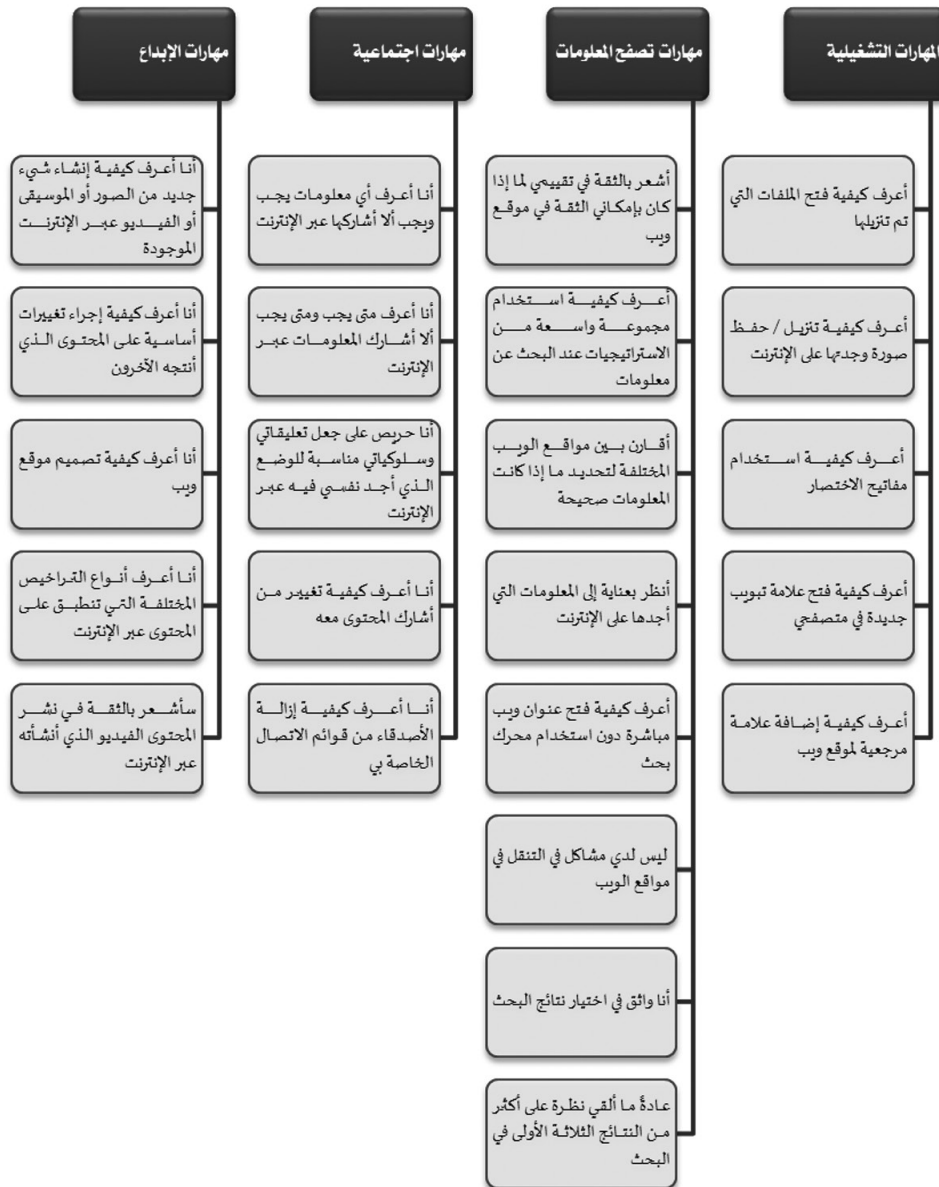 المهارات التشغيلية
أعرف كيفية فتح الملفات التي
تم تنزيلها
أعرف كيفية تنزيل / حفظ
صورة وجدتها على الإنترنت
أعرف كيفية استخدام
مفاتيح الاختصار
أعرف كيفية فتح علامة تبويب
جديدة في متصفحي
أعرف كيفية إضافة علامة
مرجعية لموقع ويب
مهارات تصفح المعلومات
أشعر بالثقة في تقييمي لما إذا
كان بإمكاني الثقة في موقع
ويب
أعرف كيفية استخدام
مجموعة واسعة من
الاستراتيجيات عند البحث عن
معلومات
أقارن بين مواقع الويب
المختلفة لتحديد ما إذا كانت
المعلومات صحيحة
أنظر بعناية إلى المعلومات التي
أجدها على الإنترنت
أعرف كيفية فتح عنوان ويب
مباشرة دون استخدام محرك
بحث
ليس لدي مشاكل في التنقل في
مواقع الويب
أنا واثق في اختيار نتائج البحث
عادةً ما ألقي نظرة على أكثر
من النتائج الثلاثة الأولى في
البحث
مهارات اجتماعية
أنا أعرف أي معلومات يجب
ويجب ألا أشاركها عبر الإنترنت
أنا أعرف متى يجب ومتى يجب
ألا أشارك المعلومات عبر
الإنترنت
أنا حريص على جعل تعليقاتي
وسلوكياتي مناسبة للوضع
الذي أجد نفسي فيه عبر
الإنترنت
أنا أعرف كيفية تغيير من
أشارك المحتوى معه
أنا أعرف كيفية إزالة
الأصدقاء من قوائم الاتصال
الخاصة بي
مهارات الإبداع
أنا أعرف كيفية إنشاء شيء
جديد من الصور أو الموسيقى
أو الفيديو عبر الإنترنت
الموجودة
أنا أعرف كيفية إجراء تغييرات
أساسية على المحتوى الذي
أنتجه الآخرون
أنا أعرف كيفية تصميم موقع
ويب
أنا أعرف أنواع التراخيص
المختلفة التي تنطبق على
المحتوى عبر الإنترنت
سأشعر بالثقة في نشر
المحتوى الفيديو الذي أنشأته
عبر الإنترنت